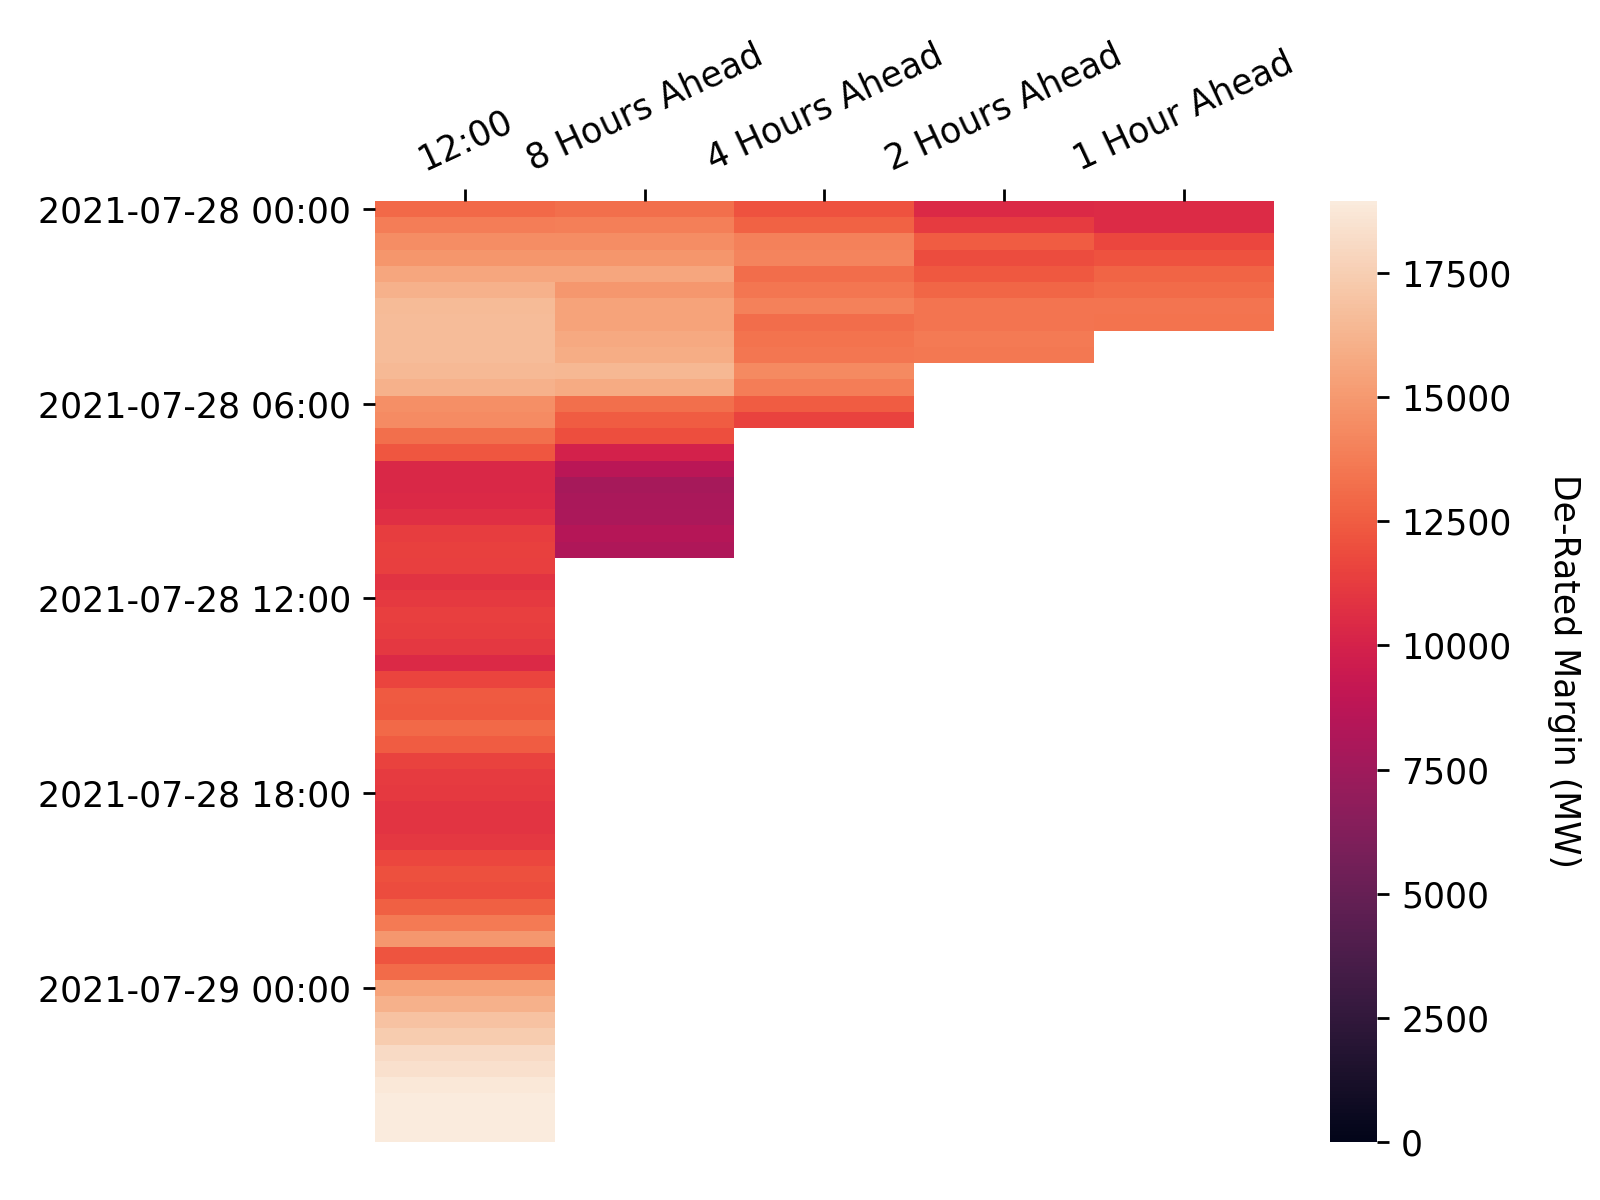 12:00
8 Hours Ahead
4 Hours Ahead
2 Hours Ahead
1 Hour Ahead
2021-07-28 00:00
2021-07-28 06:00
2021-07-28 12:00
2021-07-28 18:00
2021-07-29 00:00
17500
15000
12500
10000
7500
5000
2500
0
De-Rated Margin (MW)